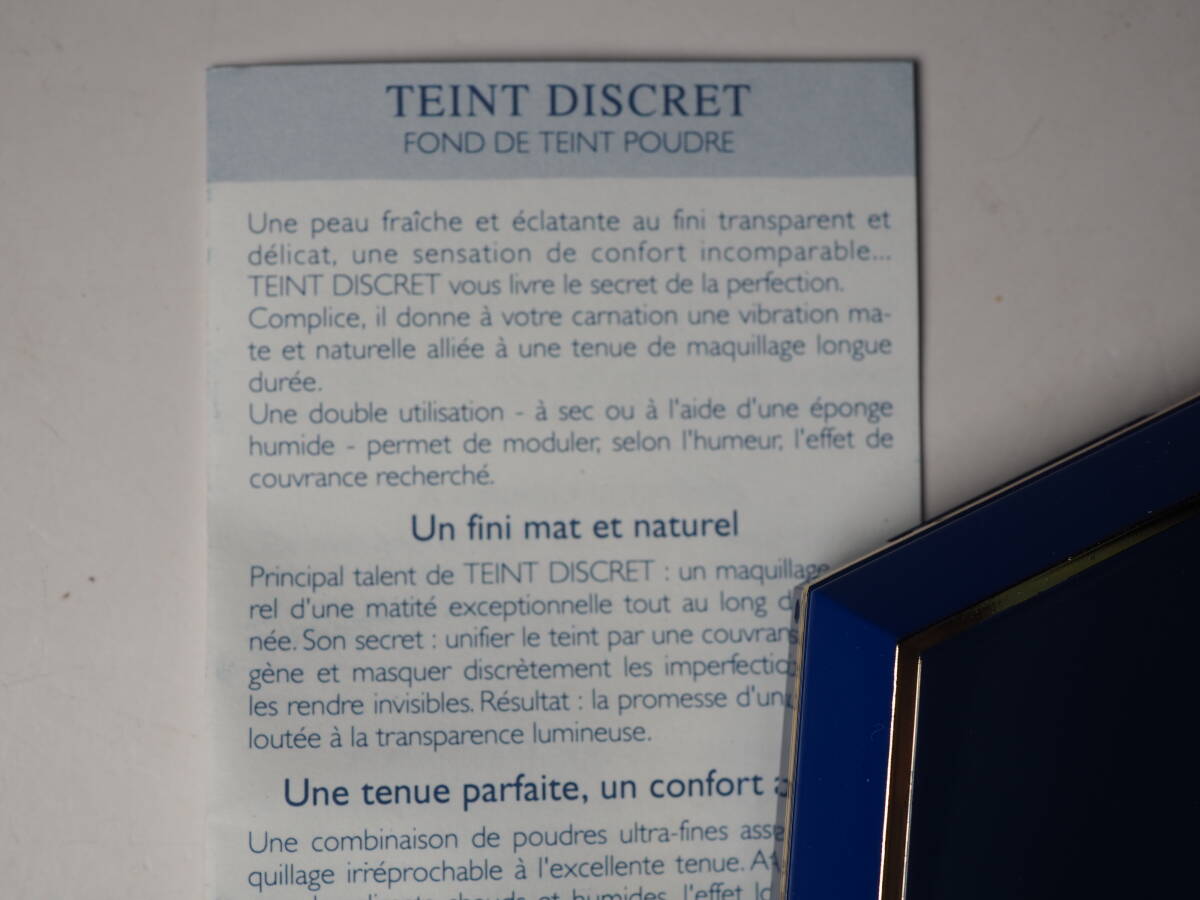 TEINT DISCRET
FOND DE TEINT POUDRE
Une peau fraîche et éclatante au fini transparent et
délicat, une sensation de confort incomparable...
TEINT DISCRET vous livre le secret de la perfection.
Complice, il donne à votre carnation une vibration ma-
te et naturelle alliée à une tenue de maquillage longue
durée.
Une double utilisation - à sec ou à l'aide d'une éponge
humide - permet de moduler, selon l'humeur, l'effet de
couvrance recherché.
Un fini mat et naturel
Principal talent de TEINT DISCRET : un maquillage
rel d'une matité exceptionnelle tout au long
née. Son secret : unifier le teint par une
gène et masquer discrètement les
les rendre invisibles. Résultat : la promesse
loutée à la transparence lumineuse.
Une tenue parfaite, un confort
Une combinaison de poudres ultra-fines
quillage irréprochable à l'excellente tenue.
chauds et humides, l'effet